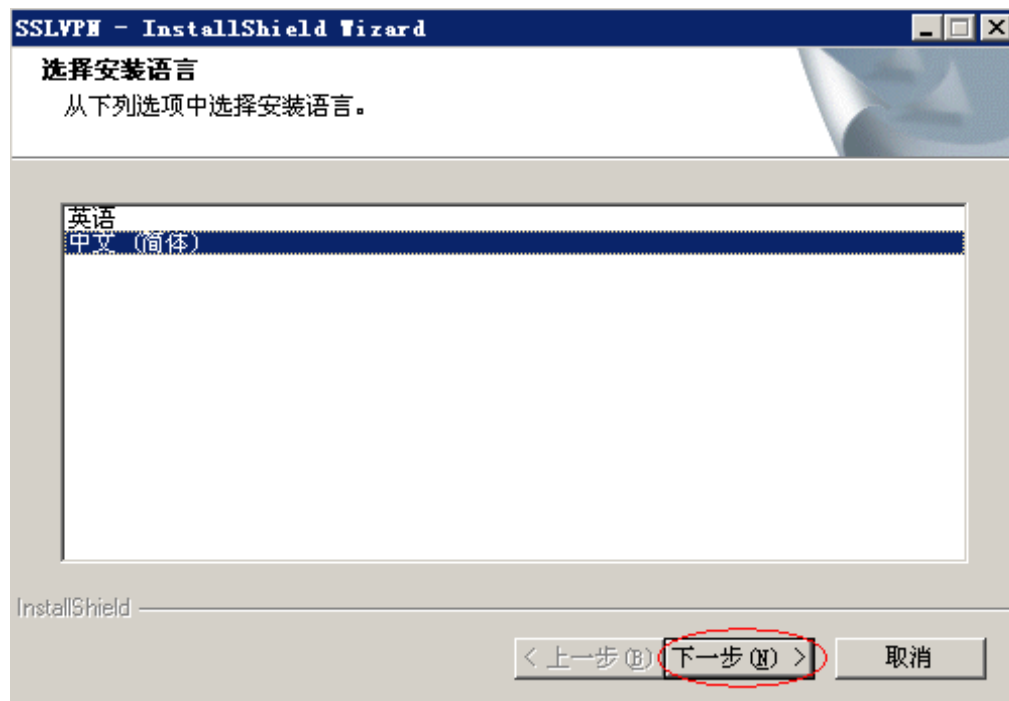 SSLVPN - InstallShield Wizard
选择安装语言
从下列选项中选择安装语言。
英语
中文 (简体)
InstallShield
< 上一步(B) 下一步(N) > 取消